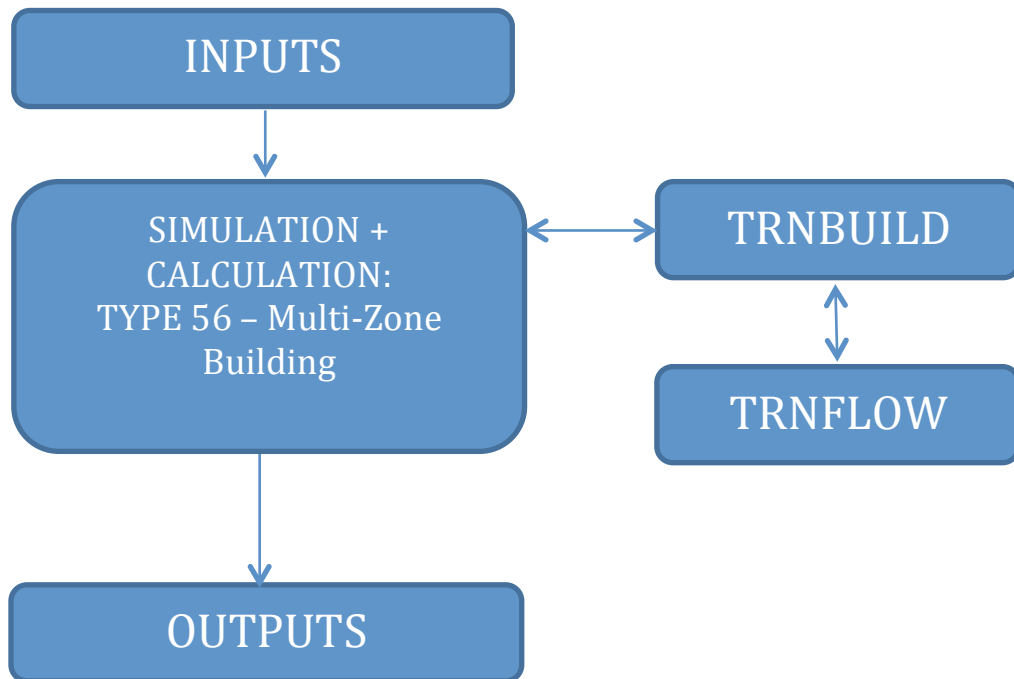 INPUTS
SIMULATION +
CALCULATION:
TYPE 56 – Multi-Zone
Building
TRNBUILD
TRNFLOW
OUTPUTS